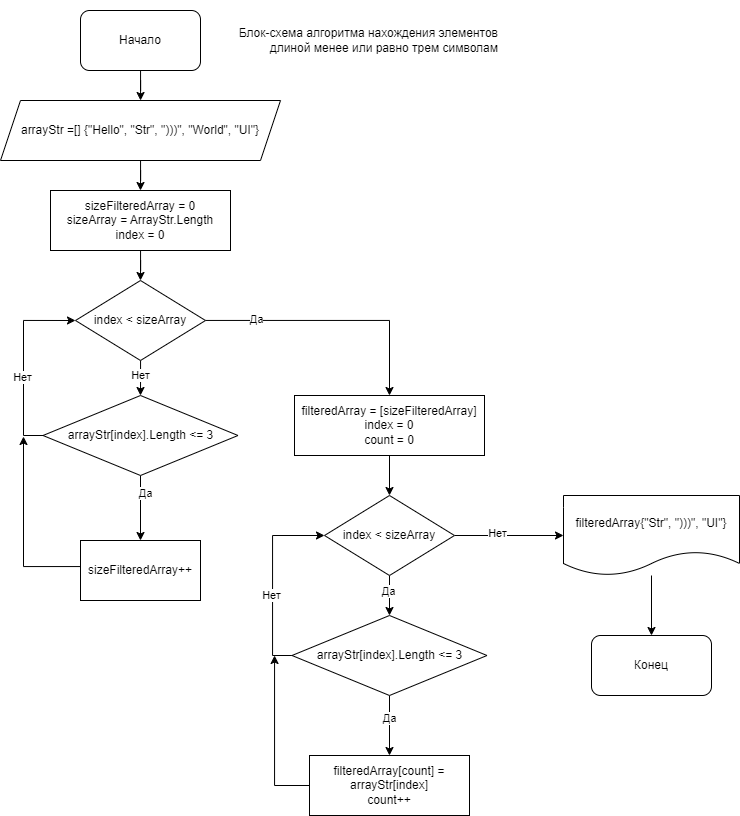 Начало
Блок-схема алгоритма нахождения элементов
длиной менее или равно трем символам
arrayStr =[] {"Hello", "Str", ")))", "World", "UI"}
sizeFilteredArray = 0
sizeArray = ArrayStr.Length
index = 0
index < sizeArray
Да
Нет
Нет
arrayStr[index].Length <= 3
Да
sizeFilteredArray++
filteredArray = [sizeFilteredArray]
index = 0
count = 0
index < sizeArray
Нет
filteredArray{"Str", ")))", "UI"}
Да
Нет
arrayStr[index].Length <= 3
Конец
Да
filteredArray[count] =
arrayStr[index]
count++